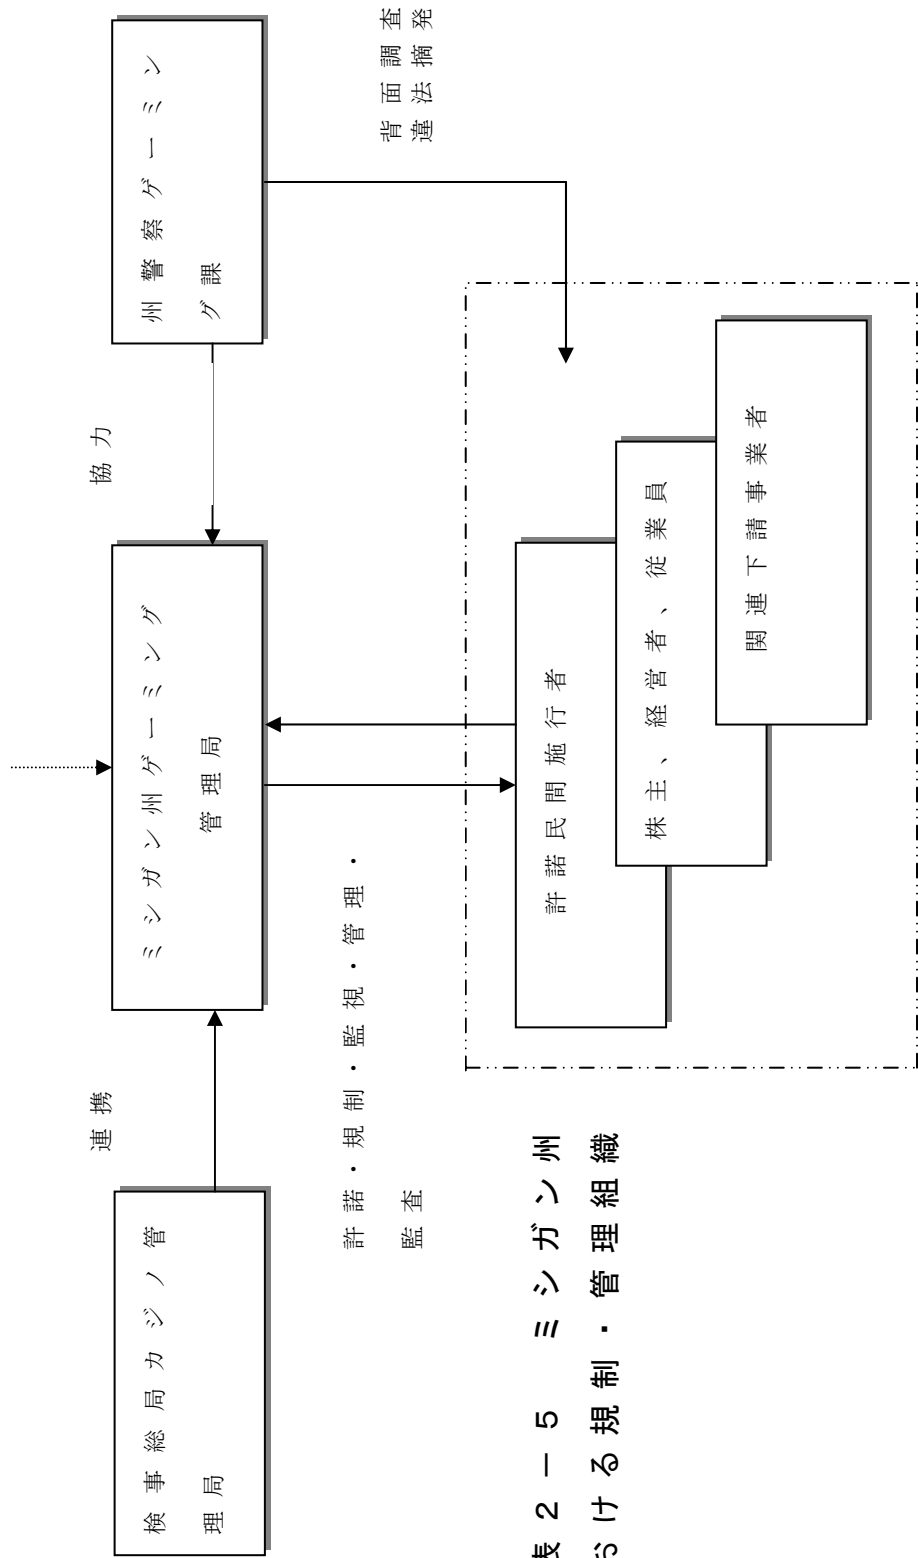 連携
協力
検事総局カジノ管
理局
ミシガン州ゲーミング
管理局
州警察ゲーミン
グ課
許諾・規制・監視・管理・
監査
背面調査
違法摘発
表２－５　ミシガン州
おける規制・管理組織
許諾民間施行者
株主、経営者、従業員
関連下請事業者